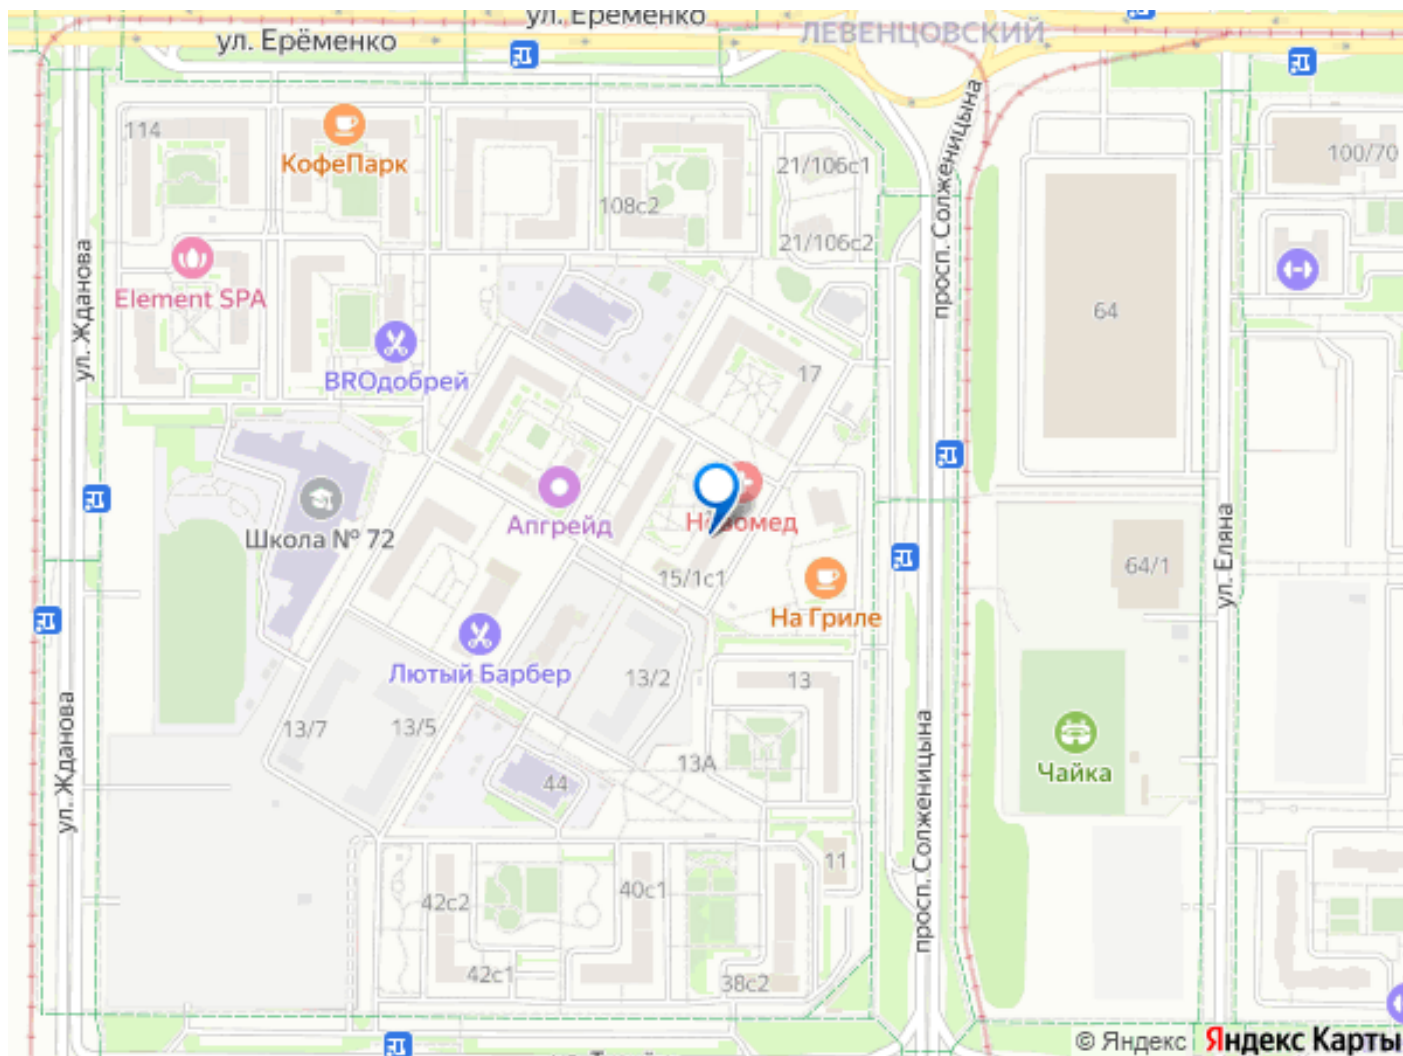 ул. Ерёменко
ул. Ерёменко
ЛЕВЕНЦОВСКИЙ
114
КофеПарк
108с2
21/106с1
21/106с2
просп. Солженицына
100/70
ул. Жданова
Element SPA
64
BROдобрей
17
Школа № 72
Апгрейд
Новомед
15/1с1
На Гриле
64/1
ул. Еляна
Лютый Барбер
13/2
13
ул. Жданова
13/7
13/5
13А
44
Чайка
просп. Солженицына
11
42с2
40с1
42с1
38с2
© Яндекс
Яндекс Карты